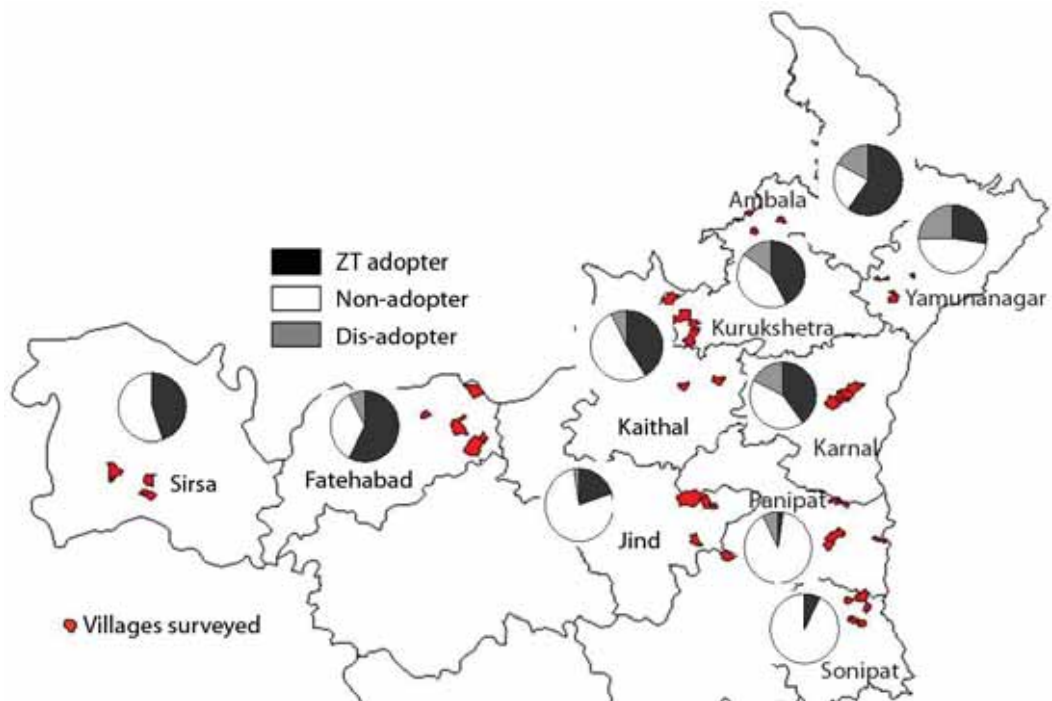 Ambala
ZT adopter
Non-adopter
Dis-adopter
Yamunanagar
Kurukshetra
Kaithal
Karnal
Sirsa
Fatehabad
Panipat
Jind
Villages surveyed
Sonipat